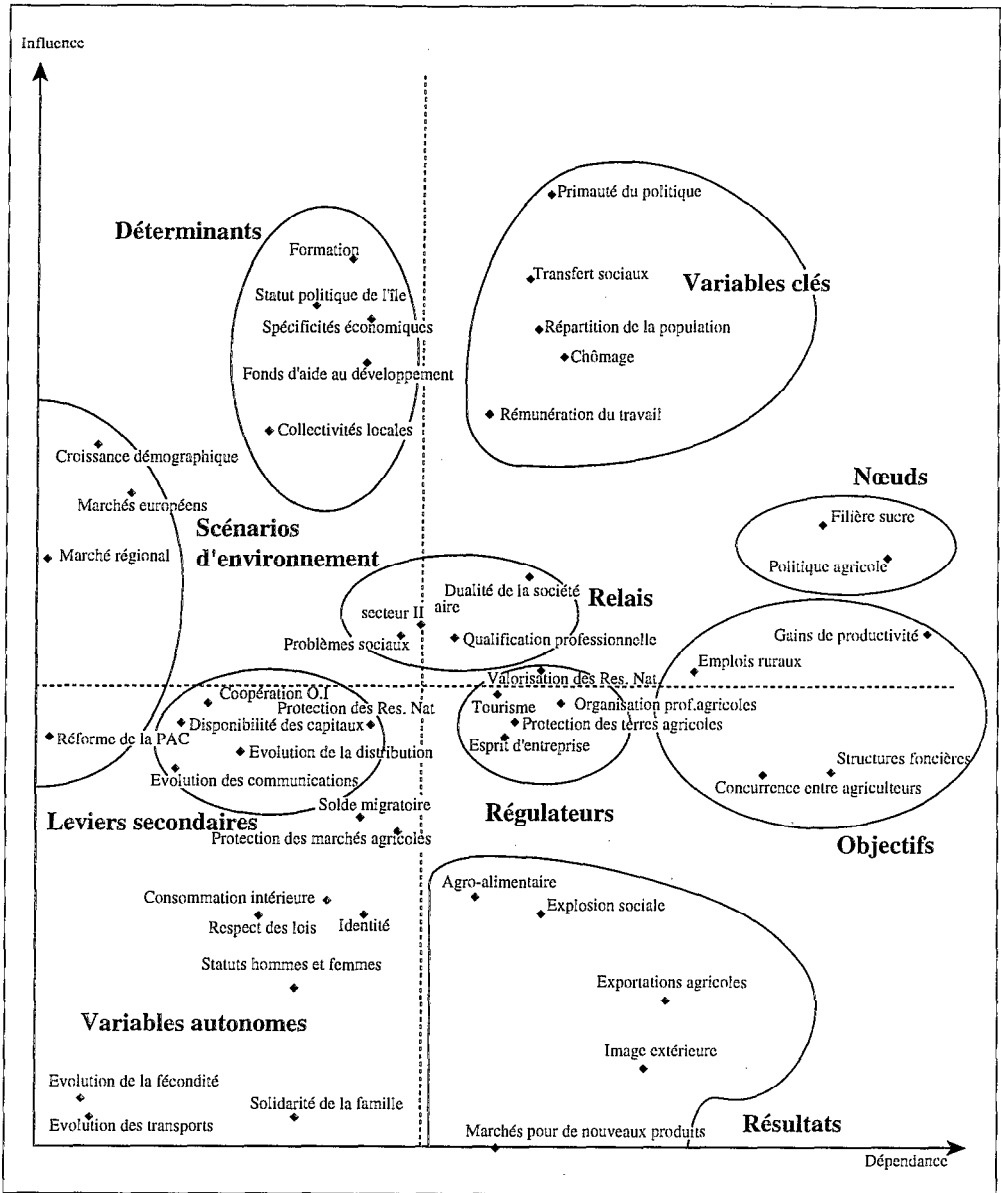 Influence
Primauté du politique
Déterminants
Formation
Transfert sociaux
Variables clés
Statut politique de l'île
Spécificités économiques
Répartition de la population
Chômage
Fonds d'aide au développement
Rémunération du travail
Collectivités locales
Croissance démographique
Marchés européens
Nœuds
Filière sucre
Scénarios
d'environnement
Marché régional
Politique agricole
Dualité de la société
Relais
secteur II aire
Problèmes sociaux
Qualification professionnelle
Gains de productivité
Emplois ruraux
Valorisation des Res. Nat.
Coopération O.I
Protection des Res. Nat
Tourisme
Organisation prof.agricoles
Disponibilité des capitaux
Protection des terres agricoles
Réforme de la PAC
Esprit d'entreprise
Evolution de la distribution
Structures foncières
Evolution des communications
Concurrence entre agriculteurs
Solde migratoire
Leviers secondaires
Régulateurs
Protection des marchés agricoles
Objectifs
Agro-alimentaire
Consommation intérieure
Explosion sociale
Respect des lois
Identité
Statuts hommes et femmes
Exportations agricoles
Variables autonomes
Image extérieure
Evolution de la fécondité
Solidarité de la famille
Evolution des transports
Résultats
Marchés pour de nouveaux produits
Dépendance